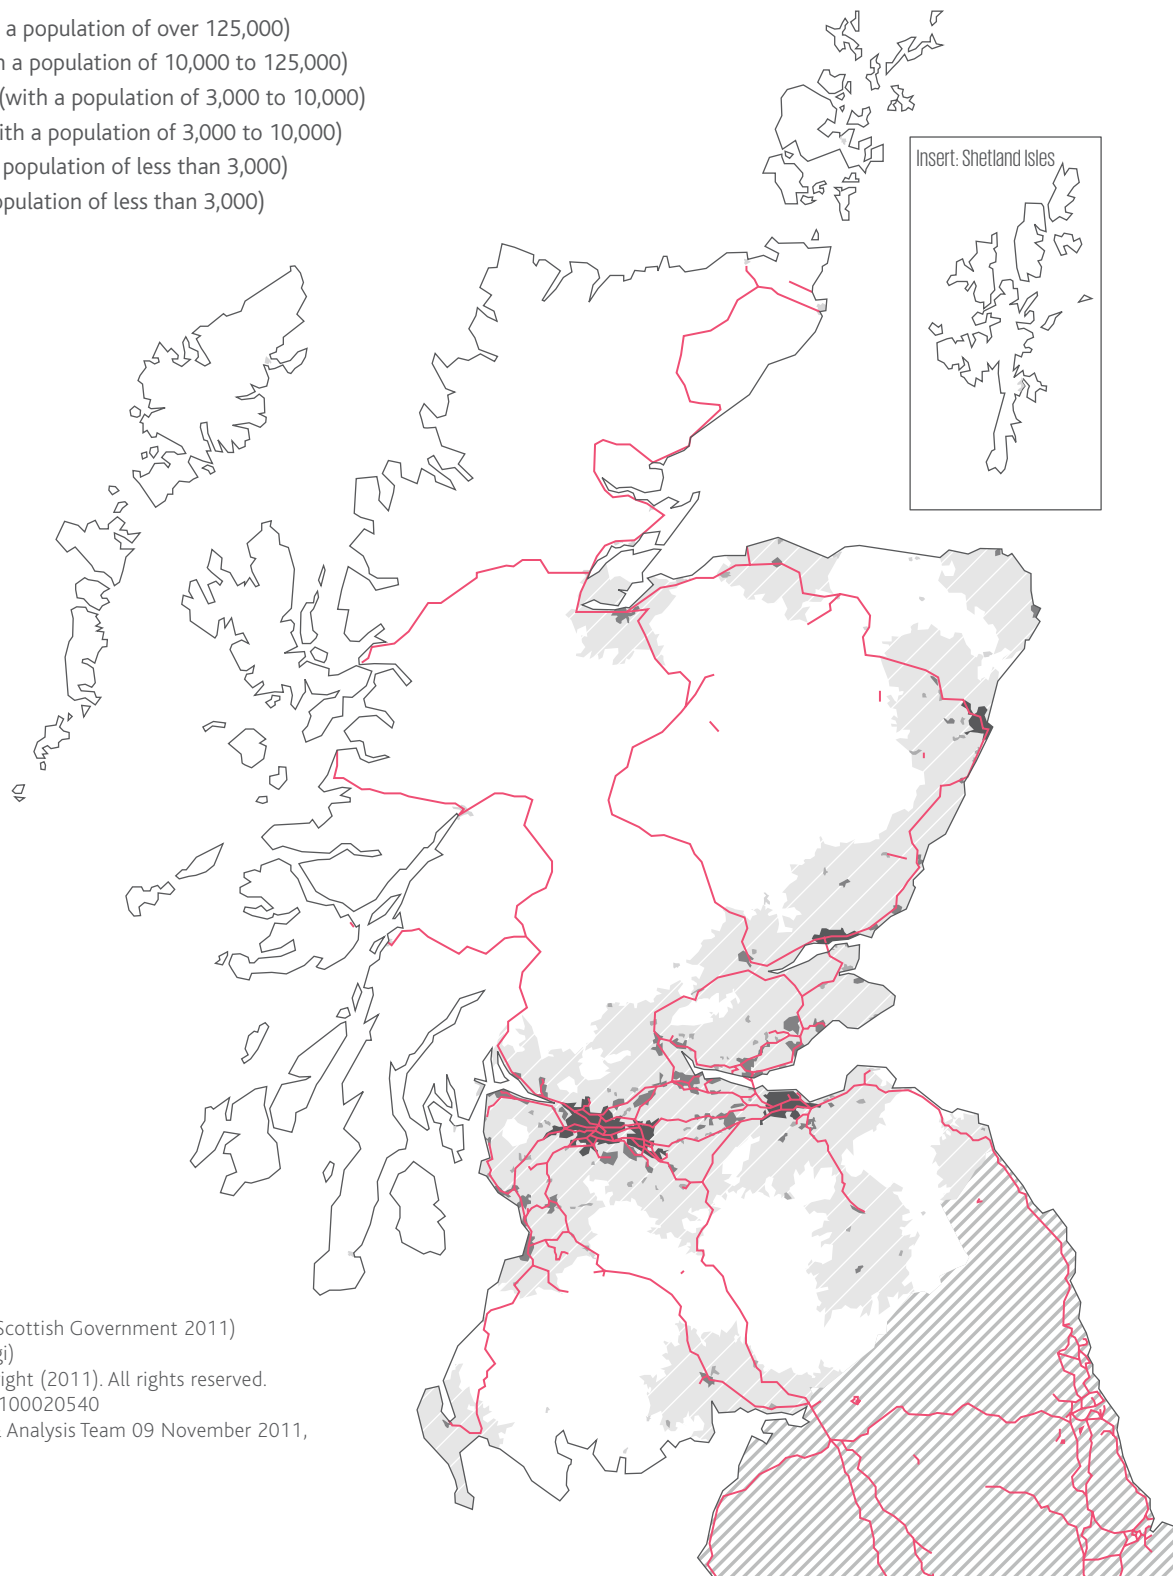 a population of over 125,000)
a population of 10,000 to 125,000)
(with a population of 3,000 to 10,000)
ith a population of 3,000 to 10,000)
population of less than 3,000)
opulation of less than 3,000)
Insert: Shetland Isles
Scottish Government 2011)
gi)
ight (2011). All rights reserved.
100020540
Analysis Team 09 November 2011,